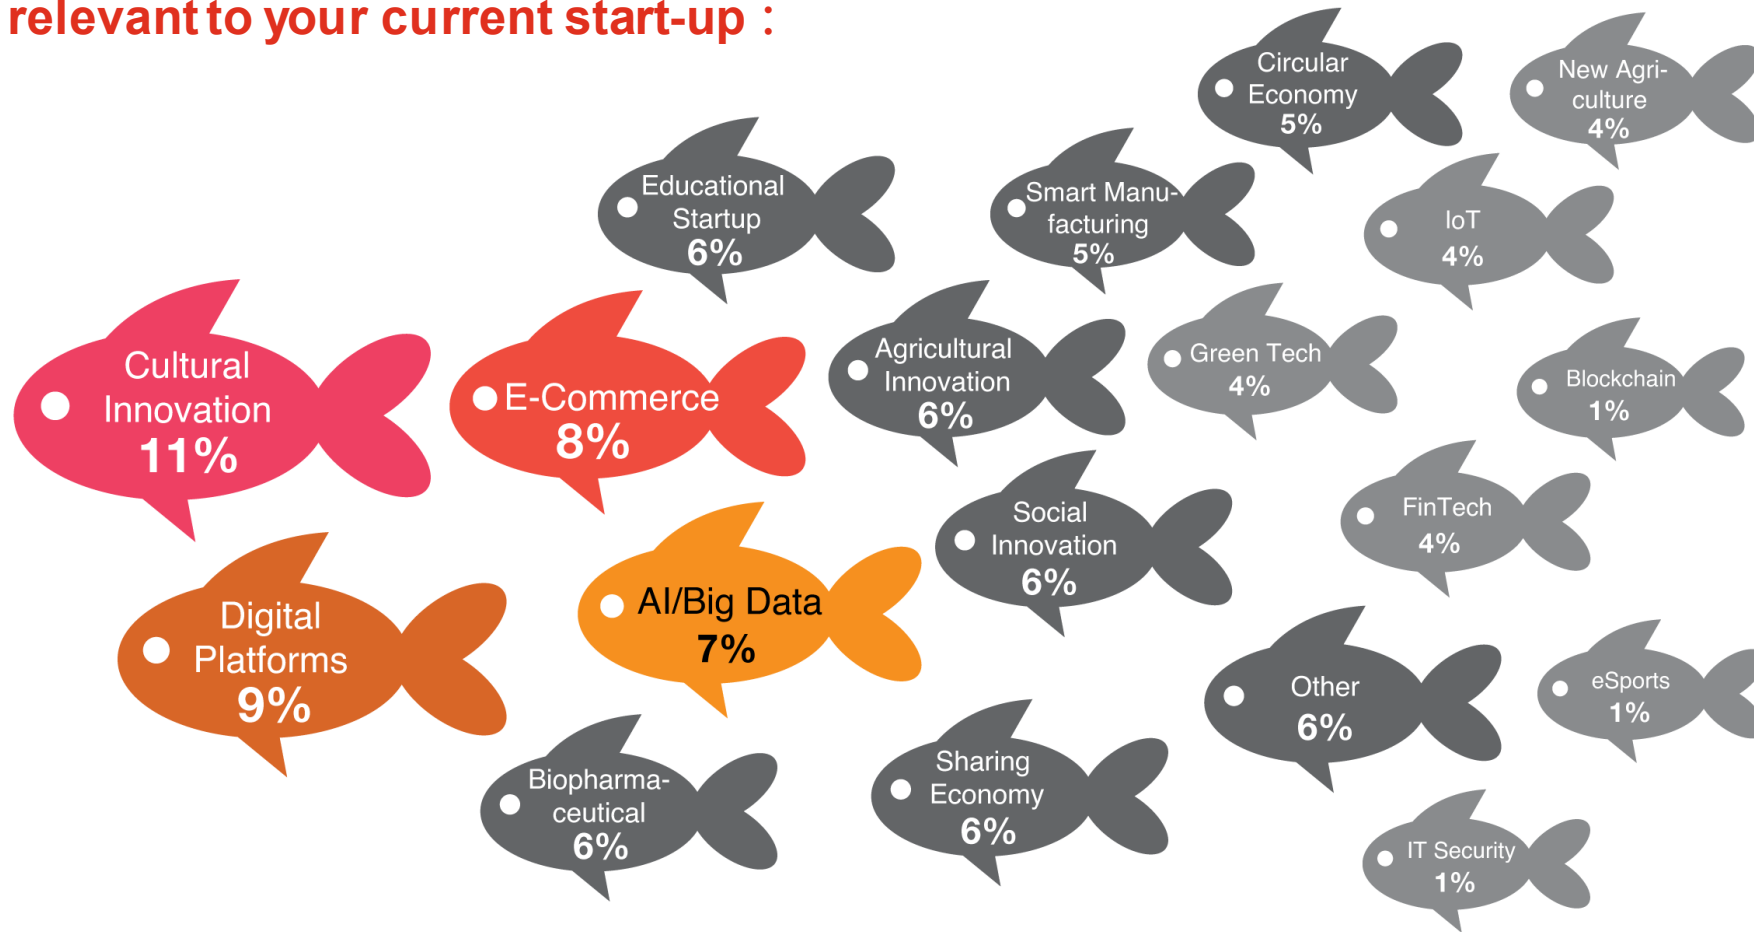 relevant to your current start-up :
Circular
Economy
5%
New Agri-
culture
4%
Educational
Startup
6%
Smart Manu-
facturing
5%
IoT
4%
Cultural
Innovation
11%
E-Commerce
8%
Agricultural
Innovation
6%
Green Tech
4%
Blockchain
1%
Social
Innovation
6%
FinTech
4%
Digital
Platforms
9%
AI/Big Data
7%
Other
6%
eSports
1%
Biopharma-
ceutical
6%
Sharing
Economy
6%
IT Security
1%